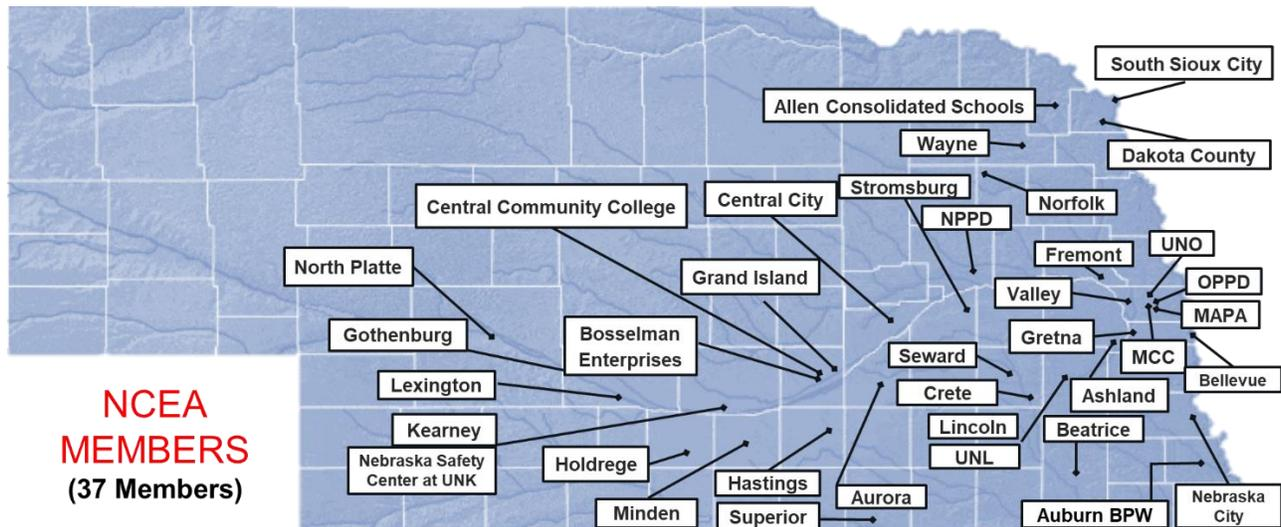 South Sioux City
Allen Consolidated Schools
Wayne
Dakota County
Central Community College
Central City
Stromsburg
Norfolk
NPPD
UNO
Fremont
North Platte
Grand Island
Valley
OPPD
MAPA
Gothenburg
Bosselman
Enterprises
Gretna
Seward
MCC
Bellevue
Lexington
Crete
Ashland
NCEA
MEMBERS
(37 Members)
Kearney
Nebraska Safety
Center at UNK
Holdrege
Lincoln
UNL
Beatrice
Hastings
Aurora
Minden
Superior
Auburn BPW
Nebraska
City